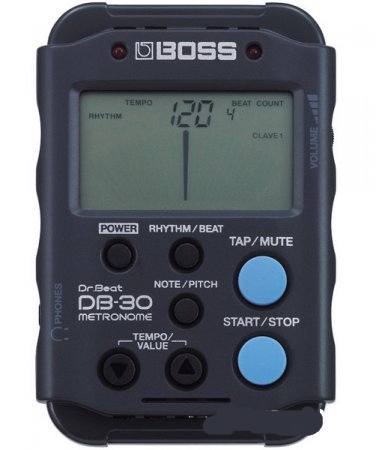 BOSS
TEMPO 120 BEAT COUNT
RHYTHM 4
CLAVE1
VOLUME
POWER RHYTHM/BEAT
TAP/MUTE
Dr.Beat NOTE/PITCH
DB-30
METRONOME
PHONES
START/STOP
TEMPO/
VALUE